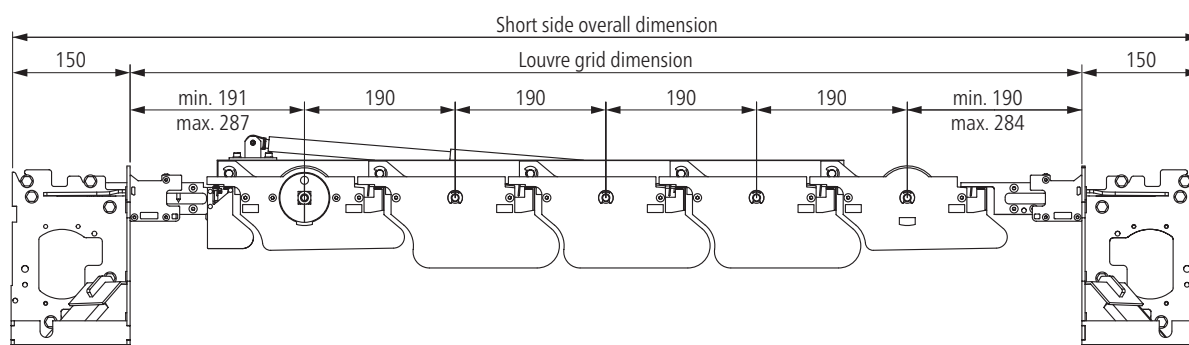 Short side overall dimension
150 Louvre grid dimension 150
min. 191 190 190 190 190 min. 190
max. 287 max. 284